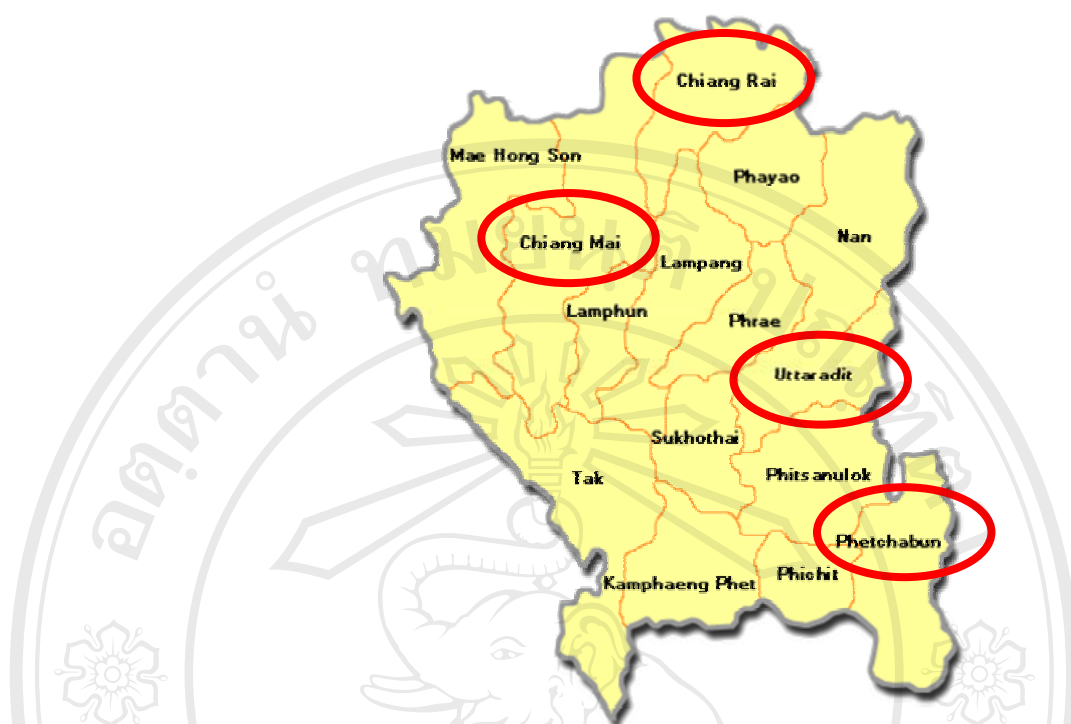 Chiang Rai
Mae Hong Son
Phayao
Chiang Mai
Nan
Lampang
Lamphun
Phrae
Uttaradit
Sukhothai
Tak
Phitsanulok
Phetchabun
Kamphaeng Phet
Phichit